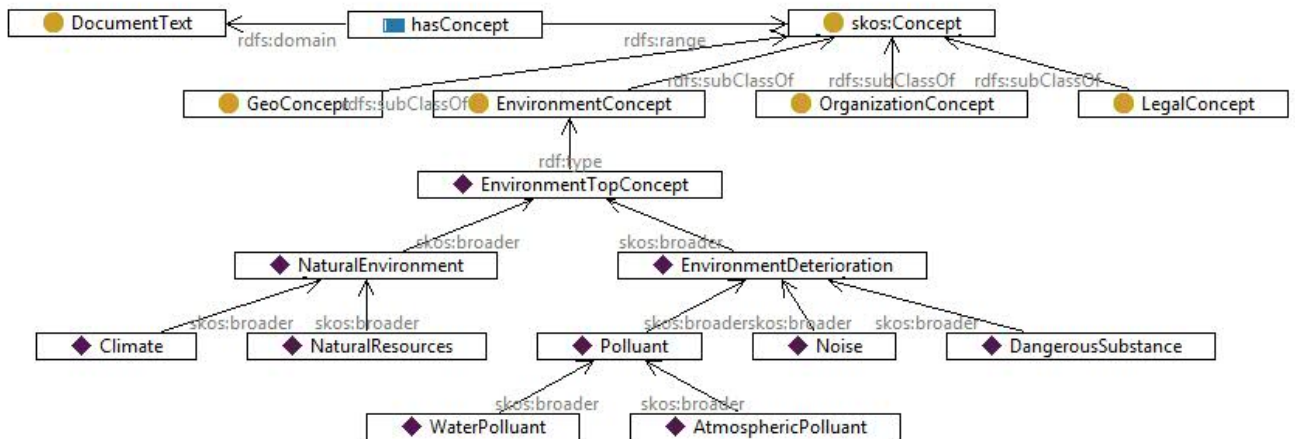 DocumentText hasConcept skos:Concept
rdfs:domain rdfs:range
rdfs:subClassOf rdfs:subClassOf rdfs:subClassOf rdfs:subClassOf
GeoConcept EnvironmentConcept OrganizationConcept LegalConcept
rdf:type
EnvironmentTopConcept
skos:broader skos:broader
NaturalEnvironment EnvironmentDeterioration
skos:broader skos:broader skos:broader skos:broader skos:broader
Climate NaturalResources Polluant Noise DangerousSubstance
skos:broader skos:broader
WaterPolluant AtmosphericPolluant